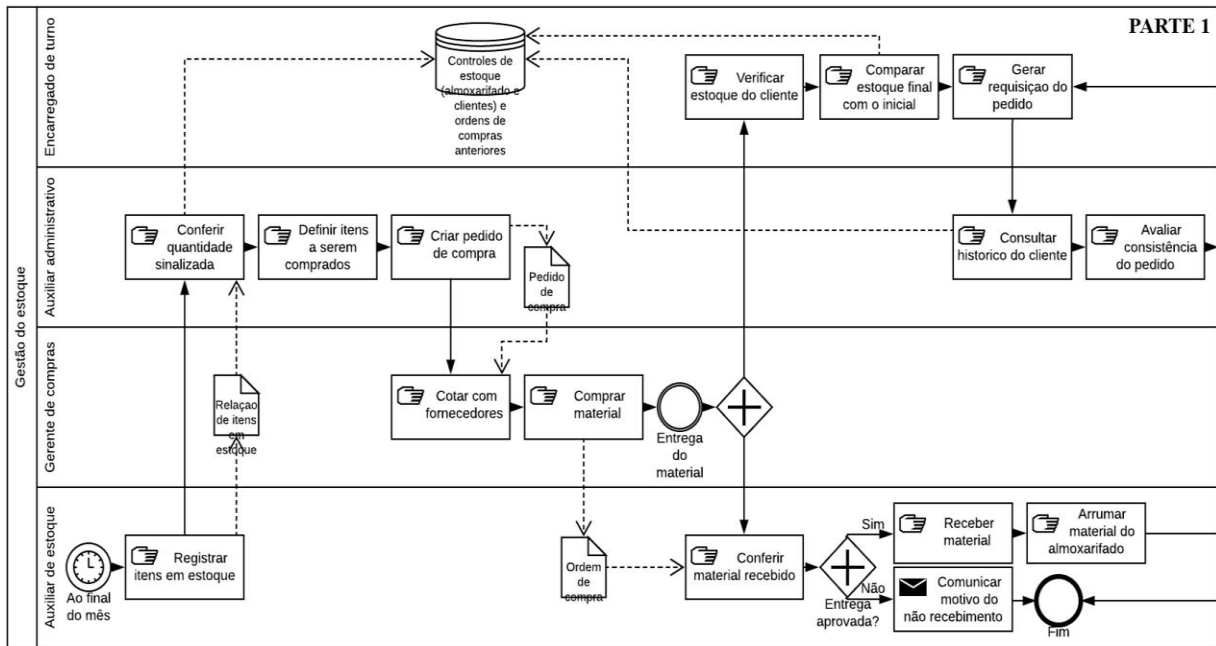 PARTE 1
Gestão do estoque
Encarregado de turno
Controles de
estoque
(almoxarifado e
clientes) e
ordens de
compras
anteriores
Verificar
estoque do cliente
Comparar
estoque final
com o inicial
Gerar
requisiçao do
pedido
Auxiliar administrativo
Conferir
quantidade
sinalizada
Definir itens
a serem
comprados
Criar pedido
de compra
Pedido
de
compra
Consultar
historico do cliente
Avaliar
consistência
do pedido
Gerente de compras
Relaçao
de itens
em
estoque
Cotar com
fornecedores
Comprar
material
Entrega
do
material
Auxiliar de estoque
Ao final
do mês
Registrar
itens em estoque
Ordem
de
compra
Conferir
material recebido
Entrega
aprovada?
Sim
Não
Receber
material
Arrumar
material do
almoxarifado
Comunicar
motivo do
não recebimento
Fim